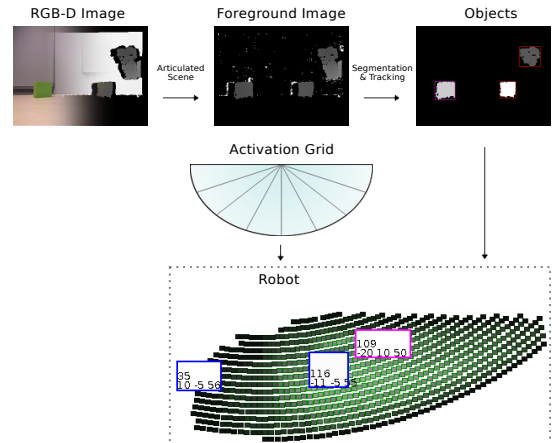 RGB-D Image
Foreground Image
Objects
Articulated
Scene
Segmentation
& Tracking
Activation Grid
Robot
109
-20 10 50
35
10 -5 56
116
-11 -5 55